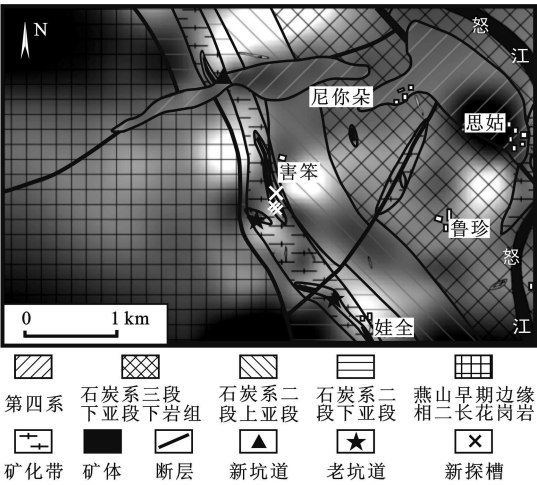 N
怒
江
尼你朵
思姑
害笨
鲁珍
怒
江
娃全
0 1 km
第四系
石炭系三段
下亚段下岩组
石炭系二
段上亚段
石炭系二
段下亚段
燕山早期边缘
相二长花岗岩
矿化带 矿体 断层 新坑道 老坑道 新探槽